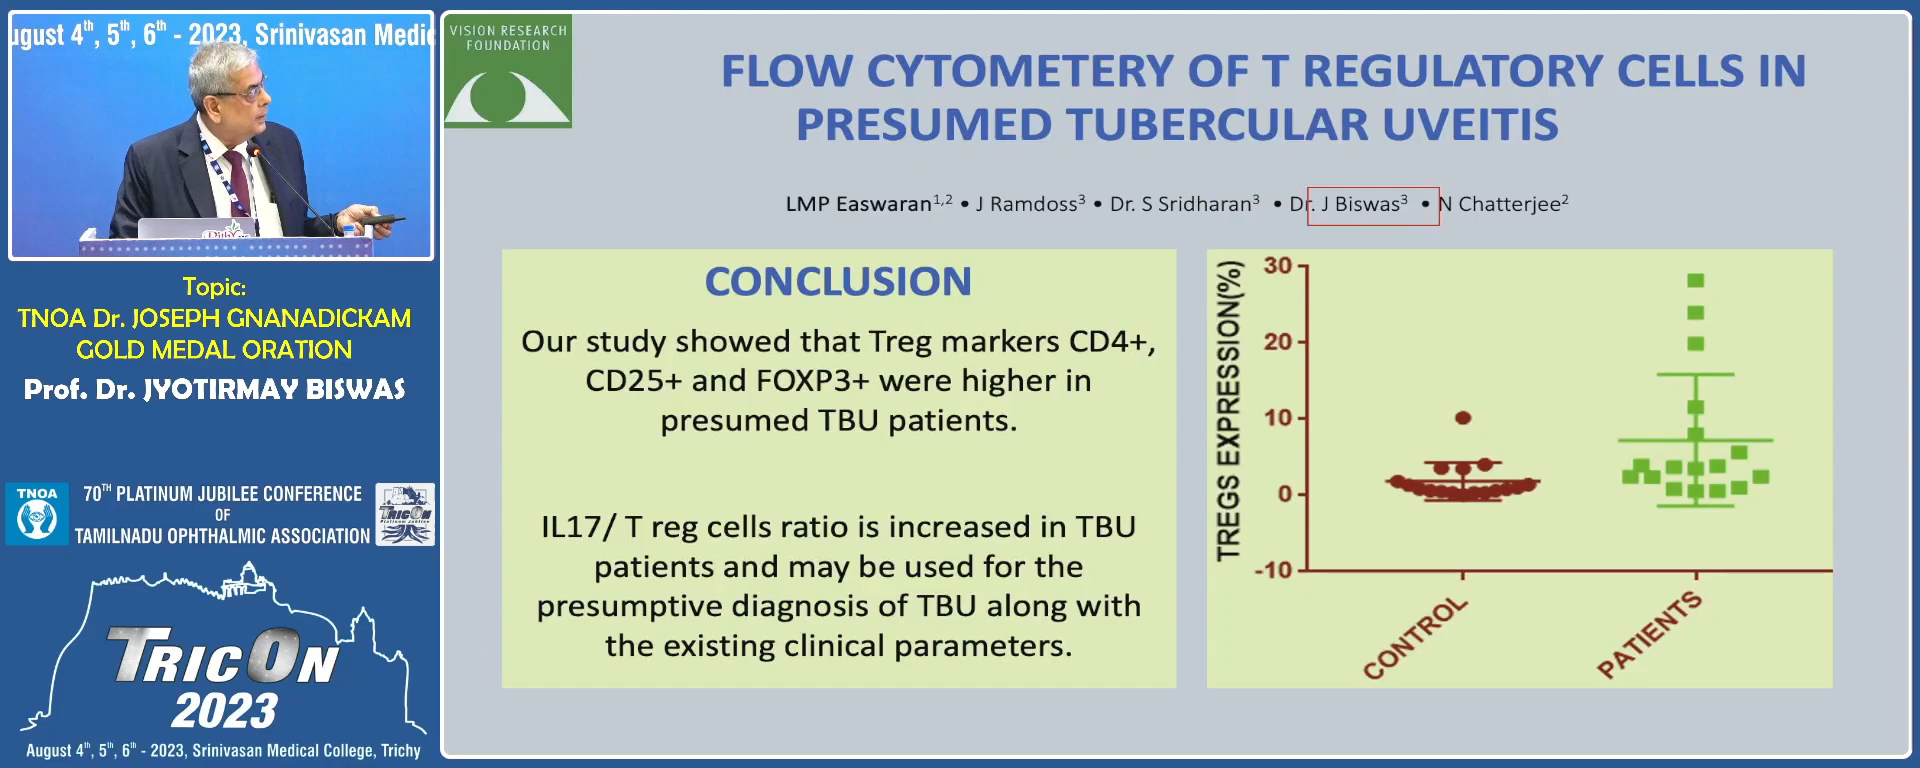 ugust 4th, 5th, 6th - 2023, Srinivasan Medic
Topic:
TNOA Dr. JOSEPH GNANADICKAM
GOLD MEDAL ORATION
Prof. Dr. JYOTIRMAY BISWAS
TNOA
70TH PLATINUM JUBILEE CONFERENCE
OF
TAMILNADU OPHTHALMIC ASSOCIATION
TRICON
Platinum Jubilee
TRICON
2023
August 4th, 5th, 6th - 2023, Srinivasan Medical College, Trichy
VISION RESEARCH
FOUNDATION
FLOW CYTOMETERY OF T REGULATORY CELLS IN
PRESUMED TUBERCULAR UVEITIS
LMP Easwaran1,2 • J Ramdoss3 • Dr. S Sridharan3 • Dr. J Biswas3 • N Chatterjee2
CONCLUSION
Our study showed that Treg markers CD4+,
CD25+ and FOXP3+ were higher in
presumed TBU patients.
IL17/ T reg cells ratio is increased in TBU
patients and may be used for the
presumptive diagnosis of TBU along with
the existing clinical parameters.
TREGS EXPRESSION(%)
30
20
10
0
-10
CONTROL
PATIENTS